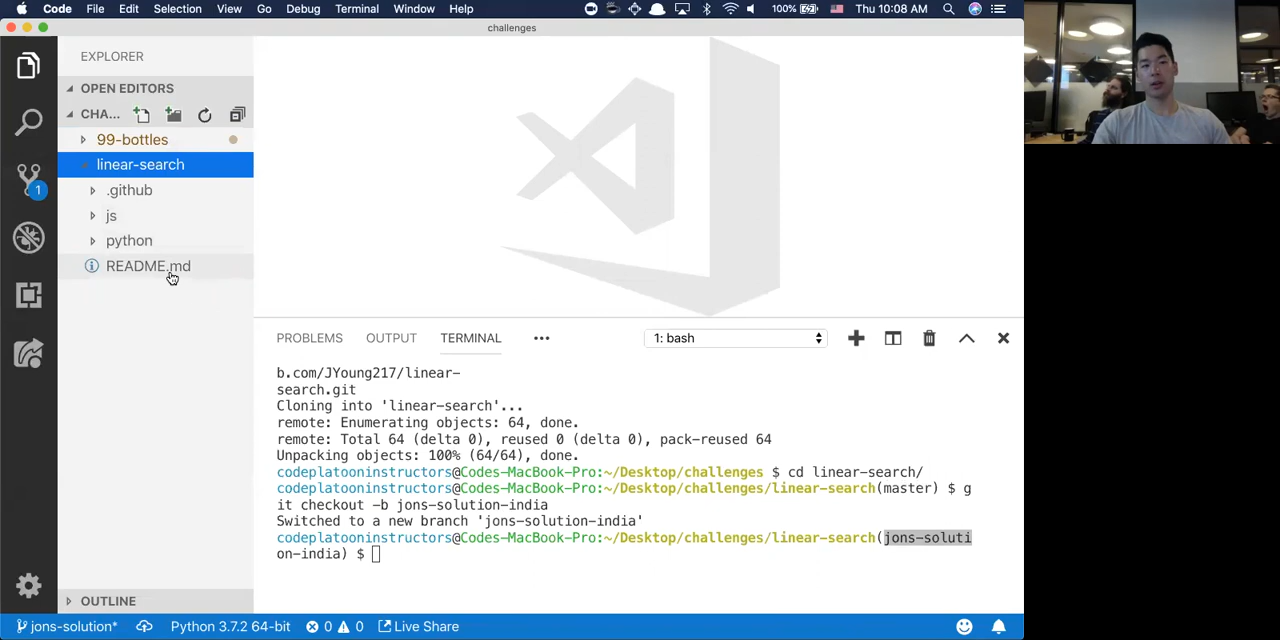 Code File Edit Selection View Go Debug Terminal Window Help 100% Thu 10:08 AM
challenges
EXPLORER
OPEN EDITORS
CHA...
99-bottles
linear-search
.github
js
python
README.md
PROBLEMS OUTPUT TERMINAL ••• 1: bash
b.com/JYoung217/linear-
search.git
Cloning into 'linear-search'...
remote: Enumerating objects: 64, done.
remote: Total 64 (delta 0), reused 0 (delta 0), pack-reused 64
Unpacking objects: 100% (64/64), done.
codeplatooninstructors@Codes-MacBook-Pro:~/Desktop/challenges $ cd linear-search/
codeplatooninstructors@Codes-MacBook-Pro:~/Desktop/challenges/linear-search(master) $ g
it checkout -b jons-solution-india
Switched to a new branch 'jons-solution-india'
codeplatooninstructors@Codes-MacBook-Pro:~/Desktop/challenges/linear-search(jons-soluti
on-india) $
1
OUTLINE
jons-solution* Python 3.7.2 64-bit 0 0 Live Share